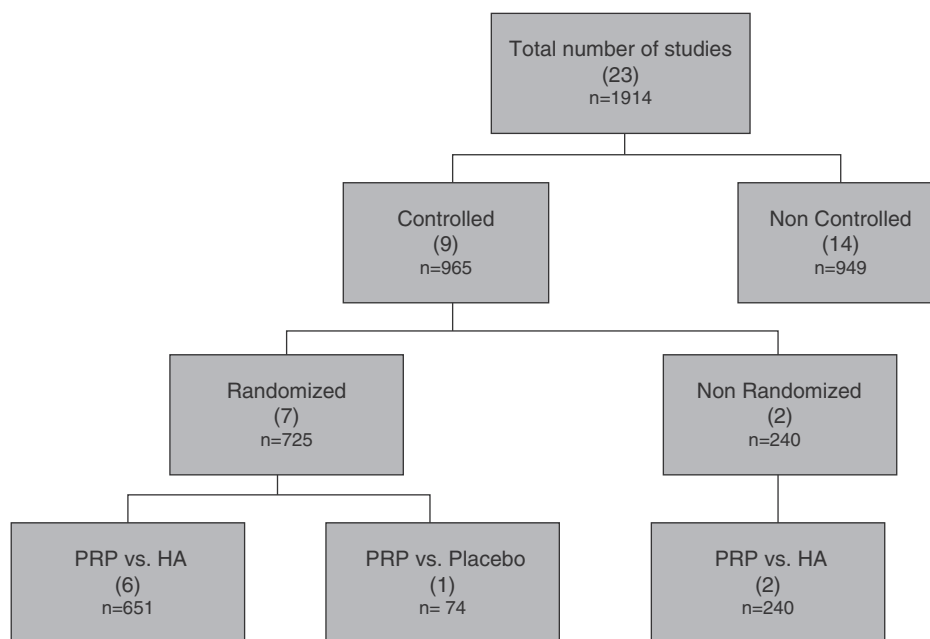 Total number of studies
(23)
n=1914
Controlled
(9)
n=965
Non Controlled
(14)
n=949
Randomized
(7)
n=725
Non Randomized
(2)
n=240
PRP vs. HA
(6)
n=651
PRP vs. Placebo
(1)
n= 74
PRP vs. HA
(2)
n=240